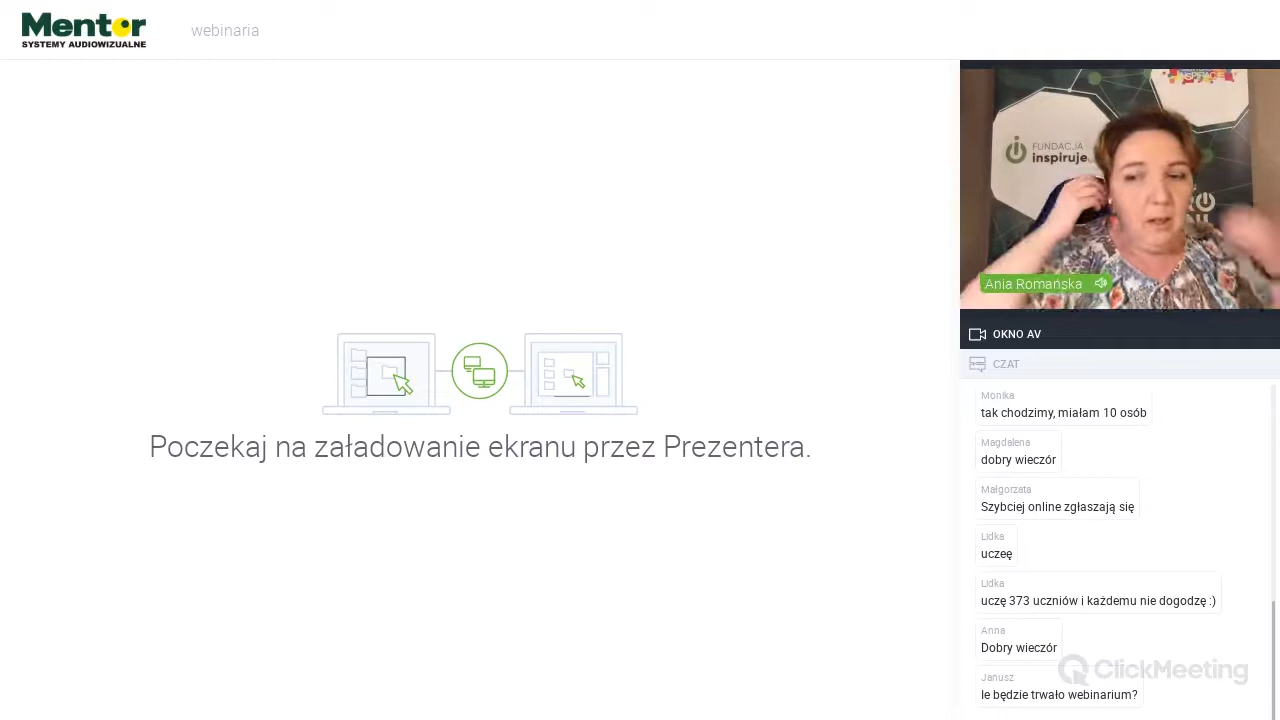 Mentor
SYSTEMY AUDIOWIZUALNE
webinaria
FUNDACJA
inspiruje
Ania Romańska
OKNO AV
CZAT
Monika
tak chodzimy, miałam 10 osób
Magdalena
dobry wieczór
Małgorzata
Szybciej online zgłaszają się
Lidka
uczeę
Lidka
uczę 373 uczniów i każdemu nie dogodzę :)
Anna
Dobry wieczór
Janusz
Ie będzie trwało webinarium?
ClickMeeting
Poczekaj na załadowanie ekranu przez Prezentera.